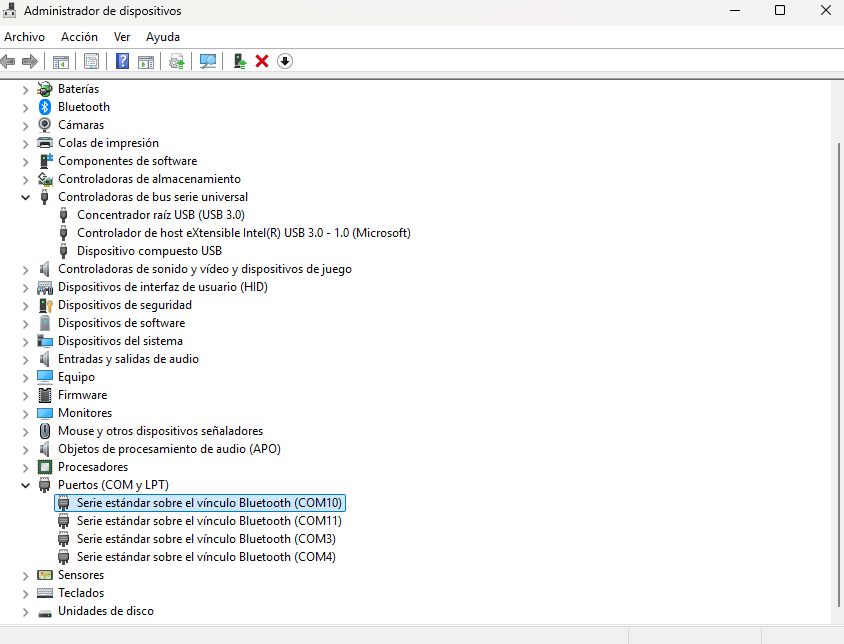 Administrador de dispositivos
Archivo Acción Ver Ayuda
Baterías
Bluetooth
Cámaras
Colas de impresión
Componentes de software
Controladoras de almacenamiento
Controladoras de bus serie universal
Concentrador raíz USB (USB 3.0)
Controlador de host eXtensible Intel(R) USB 3.0 - 1.0 (Microsoft)
Dispositivo compuesto USB
Controladoras de sonido y vídeo y dispositivos de juego
Dispositivos de interfaz de usuario (HID)
Dispositivos de seguridad
Dispositivos de software
Dispositivos del sistema
Entradas y salidas de audio
Equipo
Firmware
Monitores
Mouse y otros dispositivos señaladores
Objetos de procesamiento de audio (APO)
Procesadores
Puertos (COM y LPT)
Serie estándar sobre el vínculo Bluetooth (COM10)
Serie estándar sobre el vínculo Bluetooth (COM11)
Serie estándar sobre el vínculo Bluetooth (COM3)
Serie estándar sobre el vínculo Bluetooth (COM4)
Sensores
Teclados
Unidades de disco